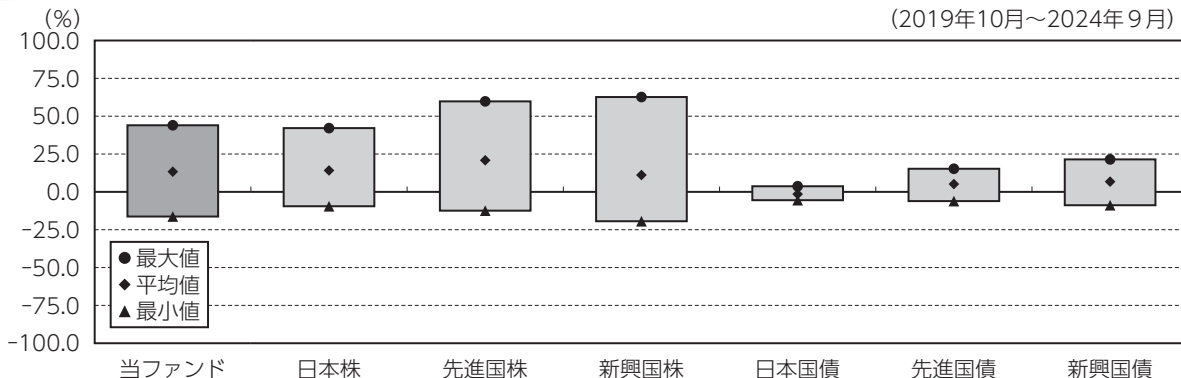 (%) (2019年10月～2024年9月)
100.0
75.0
50.0
25.0
0.0
-25.0
-50.0
-75.0
-100.0
●最大値
◆平均値
▲最小値
当ファンド 日本株 先進国株 新興国株 日本国債 先進国債 新興国債